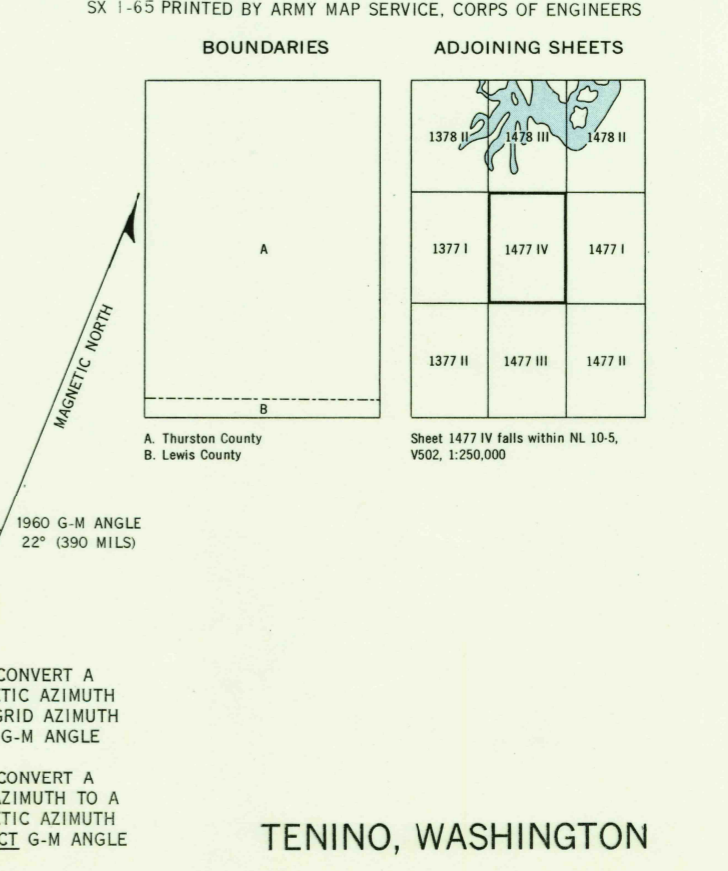 SX 1-65 PRINTED BY ARMY MAP SERVICE, CORPS OF ENGINEERS
BOUNDARIES
A
B
A. Thurston County
B. Lewis County
ADJOINING SHEETS
1378 II 1478 III 1478 II
1377 I 1477 IV 1477 I
1377 II 1477 III 1477 II
Sheet 1477 IV falls within NL 10-5,
V502, 1:250,000
MAGNETIC NORTH
1960 G-M ANGLE
22° (390 MILS)
CONVERT A
TIC AZIMUTH
GRID AZIMUTH
G-M ANGLE
CONVERT A
AZIMUTH TO A
TIC AZIMUTH
CT G-M ANGLE
TENINO, WASHINGTON